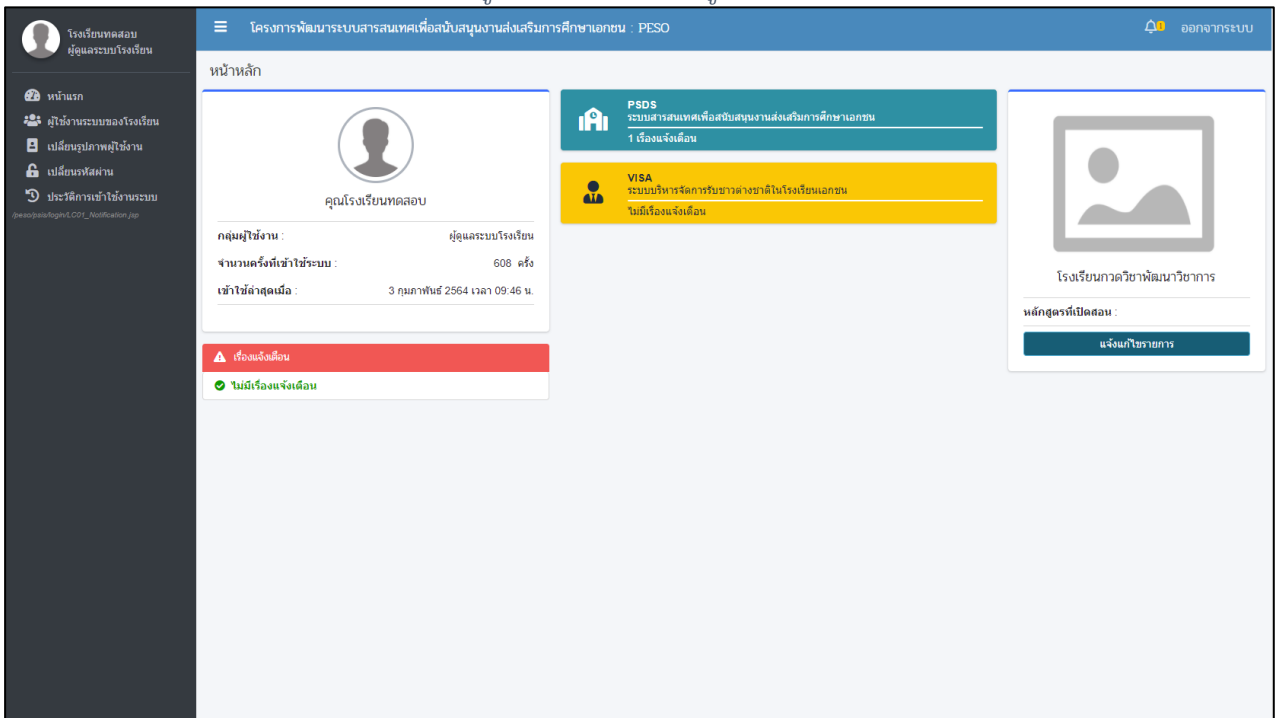 โรงเรียนทดสอบ
ผู้ดูแลระบบโรงเรียน
หน้าแรก
ผู้ใช้งานระบบของโรงเรียน
เปลี่ยนรูปภาพผู้ใช้งาน
เปลี่ยนรหัสผ่าน
ประวัติการเข้าใช้งานระบบ
/peso/psis/login/LC01_Notification.jsp
โครงการพัฒนาระบบสารสนเทศเพื่อสนับสนุนงานส่งเสริมการศึกษาเอกชน : PESO
ออกจากระบบ
หน้าหลัก
คุณโรงเรียนทดสอบ
กลุ่มผู้ใช้งาน : ผู้ดูแลระบบโรงเรียน
จำนวนครั้งที่เข้าใช้ระบบ : 608 ครั้ง
เข้าใช้ล่าสุดเมื่อ : 3 กุมภาพันธ์ 2564 เวลา 09:46 น.
เรื่องแจ้งเตือน
ไม่มีเรื่องแจ้งเตือน
PSDS
ระบบสารสนเทศเพื่อสนับสนุนงานส่งเสริมการศึกษาเอกชน
1 เรื่องแจ้งเตือน
VISA
ระบบบริหารจัดการรับชาวต่างชาติในโรงเรียนเอกชน
ไม่มีเรื่องแจ้งเตือน
โรงเรียนกวดวิชาพัฒนาวิชาการ
หลักสูตรที่เปิดสอน :
แจ้งแก้ไขรายการ